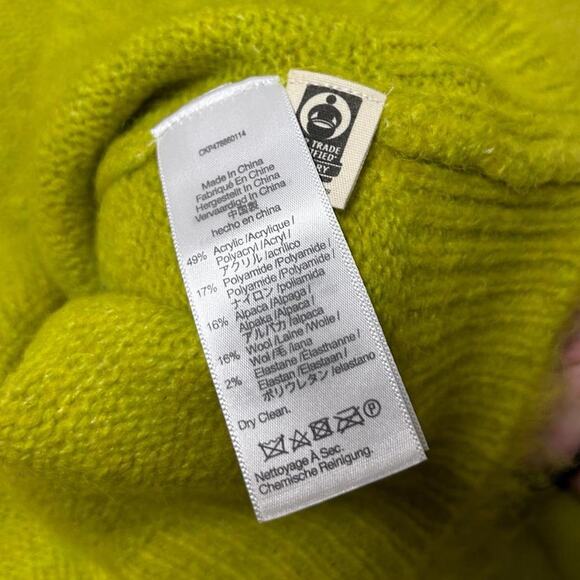 CKP478860114
Made in China
Fabriqué En Chine
Hergestellt In China
Vervaardigd In China
中国製
hecho en china
49% Acrylic /Acrylique /
Polyacryl /Acryl /
アクリル /acrílico
17% Polyamide /Polyamide /
Polyamide /Polyamide /
ナイロン /poliamida
16% Alpaca /Alpaga /
Alpaka /Alpaca /
アルパカ /alpaca
16% Wool /Laine /Wolle /
Wol /毛 /lana
2% Elastane /Elasthanne /
Elastan /Elastaan /
ポリウレタン /elastano
Dry Clean.
P
Nettoyage À Sec.
Chemische Reinigung.
TRADE